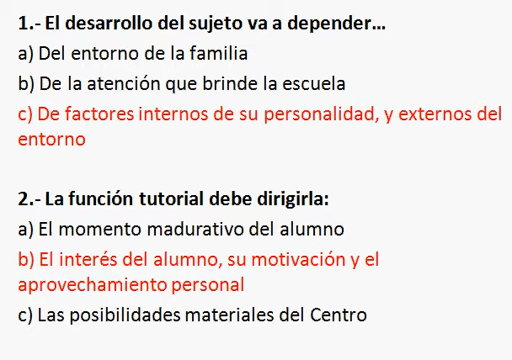 1.- El desarrollo del sujeto va a depender...
a) Del entorno de la familia
b) De la atención que brinde la escuela
c) De factores internos de su personalidad, y externos del
entorno
2.- La función tutorial debe dirigirla:
a) El momento madurativo del alumno
b) El interés del alumno, su motivación y el
aprovechamiento personal
c) Las posibilidades materiales del Centro